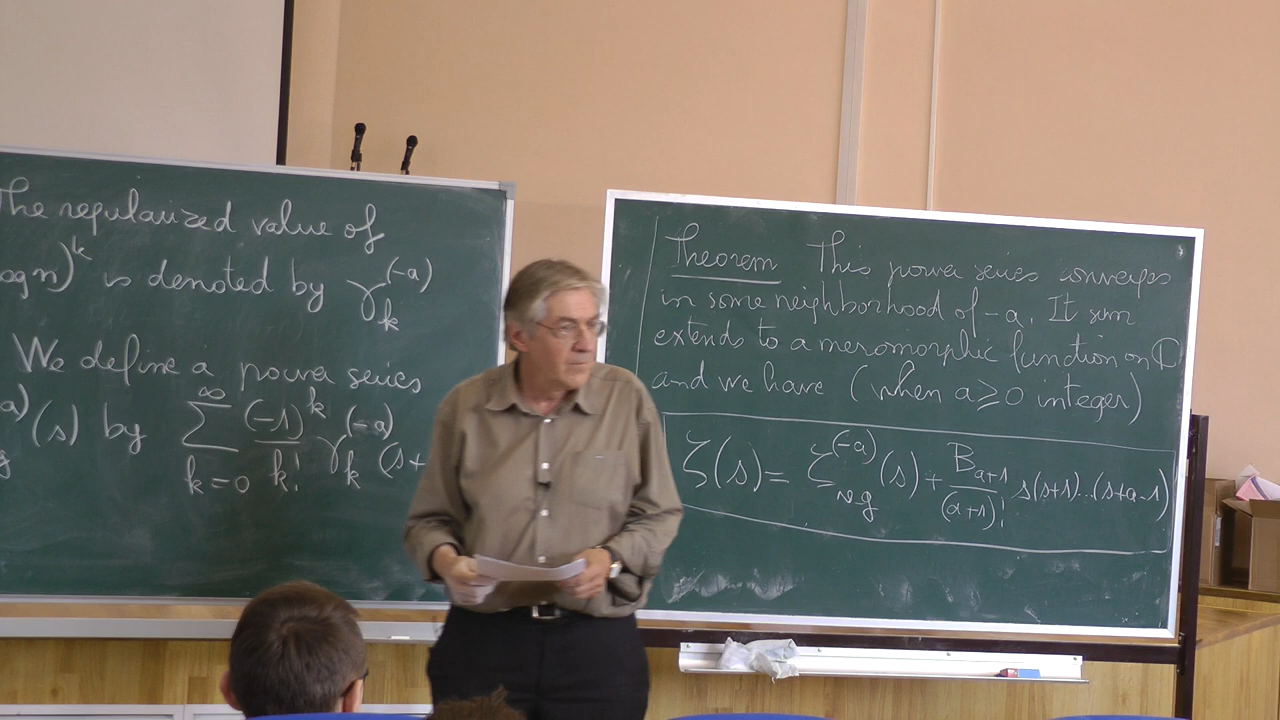 The regularized value of
ogn)^k is denoted by γ_k^(-a)
We define a power series
a)(s) by ∑_{k=0}^∞ (-1)^k/k! γ_k^(-a) (s+
Theorem This power series converges
in some neighborhood of -a. It sum
extends to a meromorphic function on ℂ
and we have (when a⩾0 integer)
ζ(s) = ζ_{reg}^(-a) (s) + B_{a+1}/(a+1)! s(s+1)...(s+a-1)